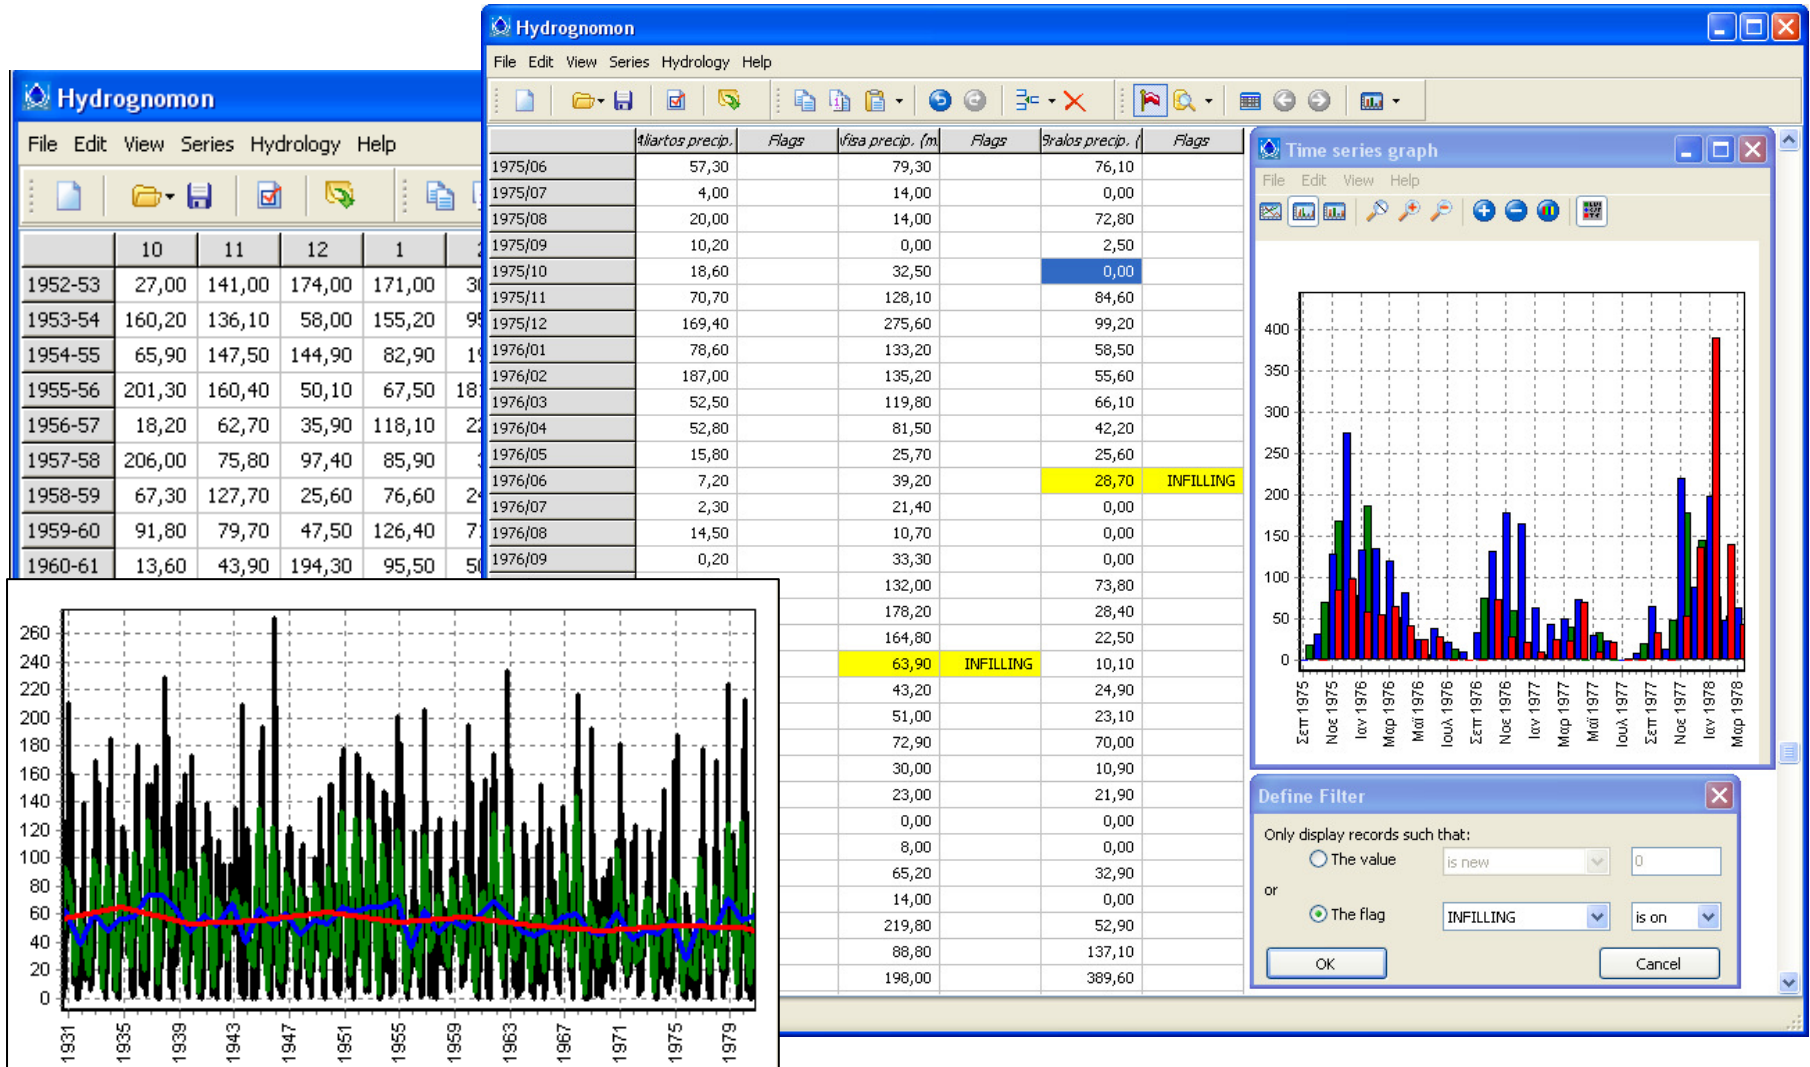 Hydrognomon
File Edit View Series Hydrology Help
10 11 12 1
1952-53 27,00 141,00 174,00 171,00 30
1953-54 160,20 136,10 58,00 155,20 95
1954-55 65,90 147,50 144,90 82,90 19
1955-56 201,30 160,40 50,10 67,50 18
1956-57 18,20 62,70 35,90 118,10 22
1957-58 206,00 75,80 97,40 85,90
1958-59 67,30 127,70 25,60 76,60 24
1959-60 91,80 79,70 47,50 126,40 7
1960-61 13,60 43,90 194,30 95,50 50
Hydrognomon
File Edit View Series Hydrology Help
Aliartos precip. Flags precip. (m Flags Bralos precip. ( Flags
1975/06 57,30 79,30 76,10
1975/07 4,00 14,00 0,00
1975/08 20,00 14,00 72,80
1975/09 10,20 0,00 2,50
1975/10 18,60 32,50 0,00
1975/11 70,70 128,10 84,60
1975/12 169,40 275,60 99,20
1976/01 78,60 133,20 58,50
1976/02 187,00 135,20 55,60
1976/03 52,50 119,80 66,10
1976/04 52,80 81,50 42,20
1976/05 15,80 25,70 25,60
1976/06 7,20 39,20 28,70 INFILLING
1976/07 2,30 21,40 0,00
1976/08 14,50 10,70 0,00
1976/09 0,20 33,30 0,00
132,00 73,80
178,20 28,40
164,80 22,50
63,90 INFILLING 10,10
43,20 24,90
51,00 23,10
72,90 70,00
30,00 10,90
23,00 21,90
0,00 0,00
8,00 0,00
65,20 32,90
14,00 0,00
219,80 52,90
88,80 137,10
198,00 389,60
Time series graph
File Edit View Help
400
350
300
250
200
150
100
50
0
Σεπ 1975 Νοε 1975 Ιαν 1976 Μαρ 1976 Μαϊ 1976 Ιουλ 1976 Σεπ 1976 Νοε 1976 Ιαν 1977 Μαρ 1977 Μαϊ 1977 Ιουλ 1977 Σεπ 1977 Νοε 1977 Ιαν 1978 Μαρ 1978
Define Filter
Only display records such that:
The value is new 0
or
The flag INFILLING is on
OK Cancel
260
240
220
200
180
160
140
120
100
80
60
40
20
0
1931 1935 1939 1943 1947 1951 1955 1959 1963 1967 1971 1975 1979